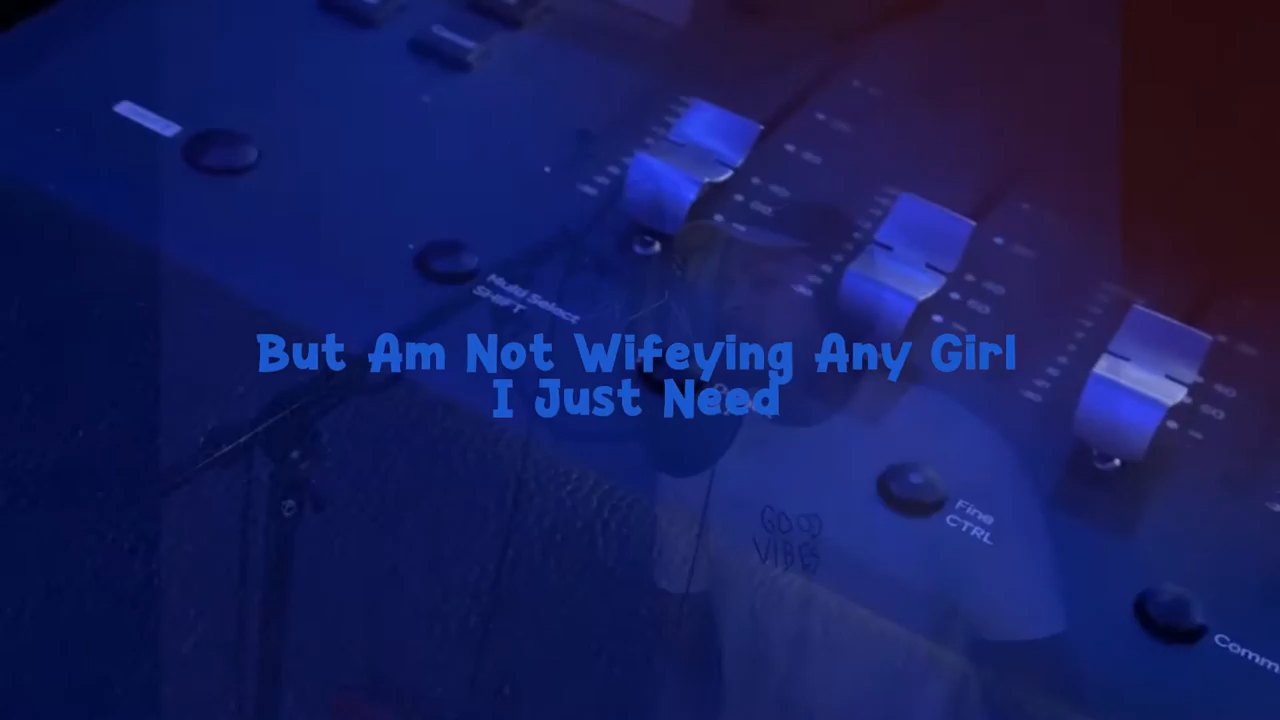 Multi Select
SHIFT
But Am Not Wifeying Any Girl
I Just Need
Fine
CTRL
GOOD
VIBES